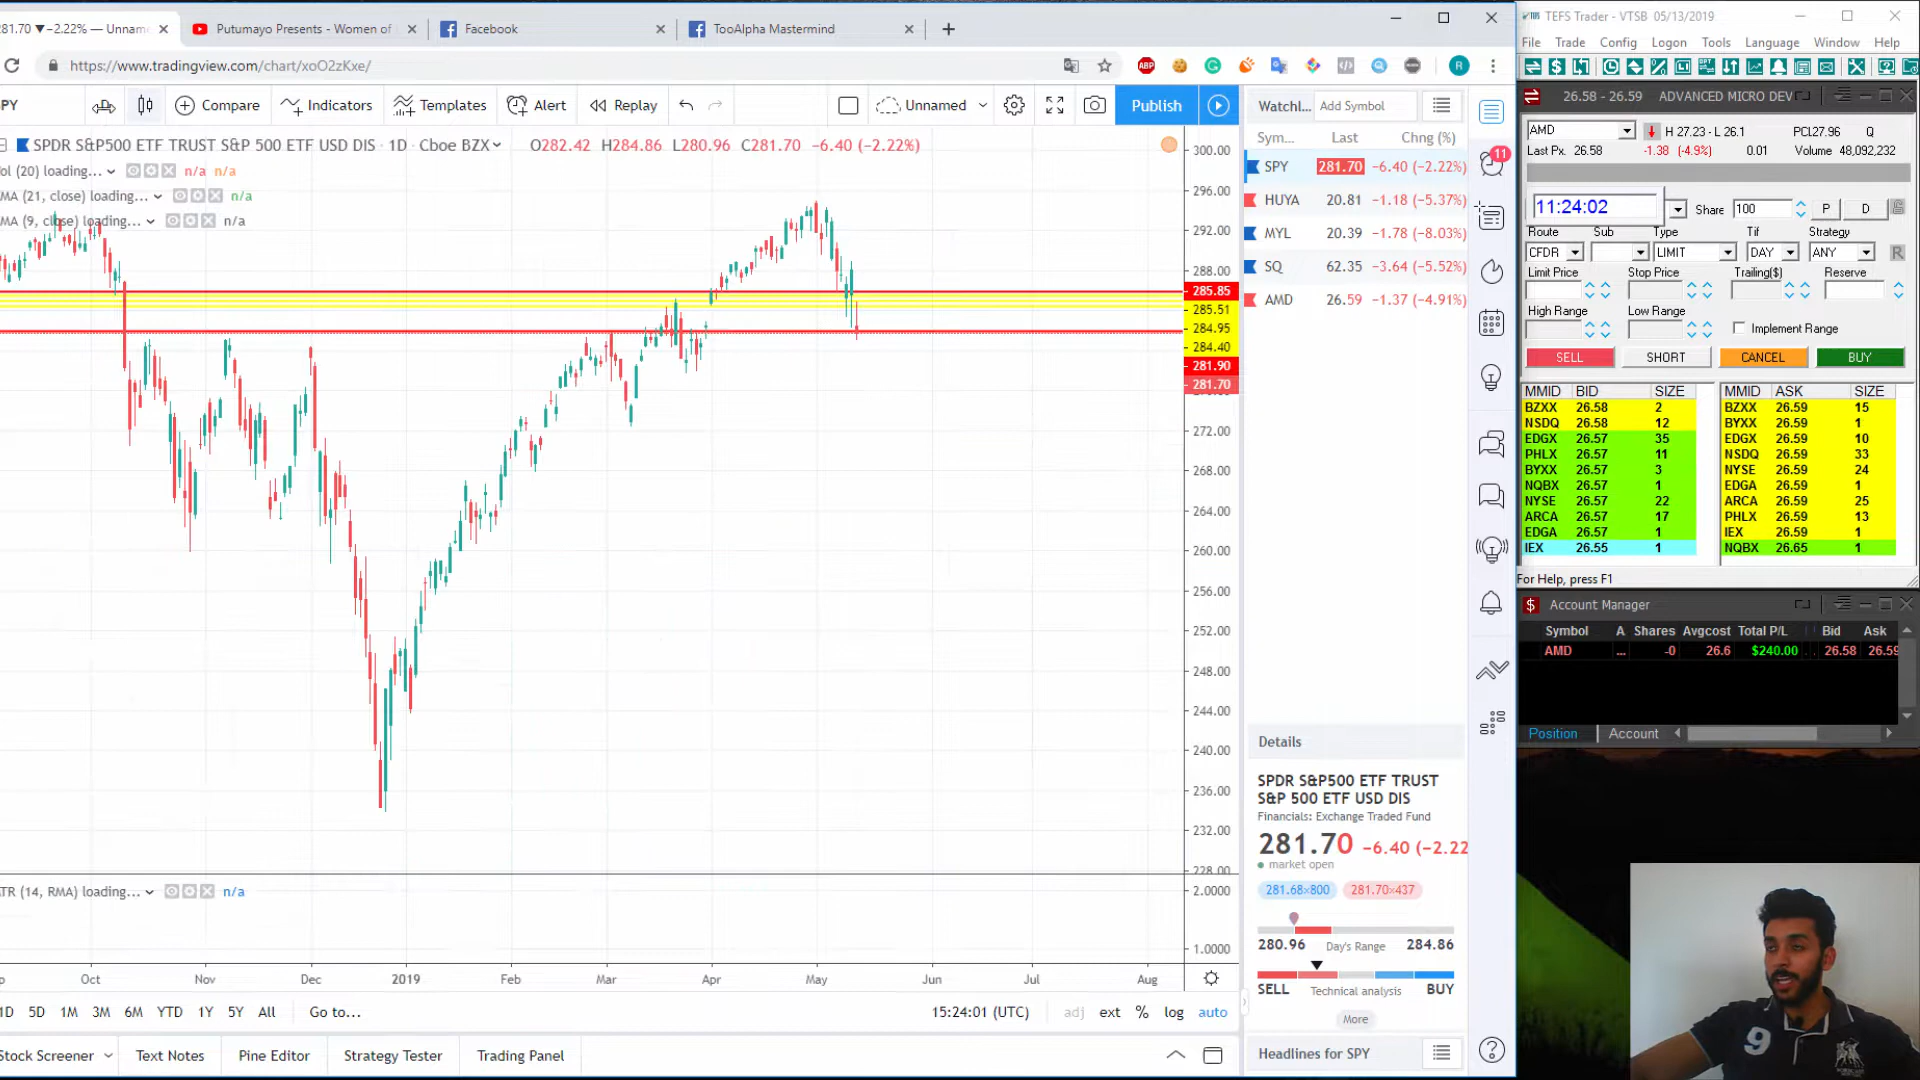 281.70 ▼−2.22% — Unnam
Putumayo Presents - Women of
Facebook
TooAlpha Mastermind
https://www.tradingview.com/chart/xoO2zKxe/
PY
Compare
Indicators
Templates
Alert
Replay
Unnamed
Publish
SPDR S&P500 ETF TRUST S&P 500 ETF USD DIS · 1D · Cboe BZX
O282.42 H284.86 L280.96 C281.70 −6.40 (−2.22%)
ol (20) loading... n/a n/a
MA (21, close) loading... n/a
MA (9, close) loading... n/a
300.00
296.00
292.00
288.00
285.85
285.51
284.95
284.40
281.90
281.70
272.00
268.00
264.00
260.00
256.00
252.00
248.00
244.00
240.00
236.00
232.00
228.00
TR (14, RMA) loading... n/a
2.0000
1.0000
Oct Nov Dec 2019 Feb Mar Apr May Jun Jul Aug
1D 5D 1M 3M 6M YTD 1Y 5Y All Go to...
15:24:01 (UTC) adj ext % log auto
Stock Screener Text Notes Pine Editor Strategy Tester Trading Panel
Watchl... Add Symbol
Sym... Last Chng (%)
SPY 281.70 −6.40 (−2.22%)
HUYA 20.81 −1.18 (−5.37%)
MYL 20.39 −1.78 (−8.03%)
SQ 62.35 −3.64 (−5.52%)
AMD 26.59 −1.37 (−4.91%)
11
Details
SPDR S&P500 ETF TRUST
S&P 500 ETF USD DIS
Financials: Exchange Traded Fund
281.70 −6.40 (−2.22
market open
281.68×800 281.70×437
280.96 Day's Range 284.86
SELL Technical analysis BUY
More
Headlines for SPY
TEFS Trader - VTSB 05/13/2019
File Trade Config Logon Tools Language Window Help
26.58 - 26.59 ADVANCED MICRO DEV
AMD H 27.23 - L 26.1 PCL27.96 Q
Last Px. 26.58 -1.38 (-4.9%) 0.01 Volume 48,092,232
11:24:02 Share 100 P D
Route Sub Type Tif Strategy
CFDR LIMIT DAY ANY R
Limit Price Stop Price Trailing($) Reserve
High Range Low Range Implement Range
SELL SHORT CANCEL BUY
MMID BID SIZE MMID ASK SIZE
BZXX 26.58 2 BZXX 26.59 15
NSDQ 26.58 12 BYXX 26.59 1
EDGX 26.57 35 EDGX 26.59 10
PHLX 26.57 11 NSDQ 26.59 33
BYXX 26.57 3 NYSE 26.59 24
NQBX 26.57 1 EDGA 26.59 1
NYSE 26.57 22 ARCA 26.59 25
ARCA 26.57 17 PHLX 26.59 13
EDGA 26.57 1 IEX 26.59 1
IEX 26.55 1 NQBX 26.65 1
For Help, press F1
Account Manager
Symbol A Shares Avgcost Total P/L Bid Ask
AMD ... -0 26.6 $240.00 26.58 26.59
Position Account
9